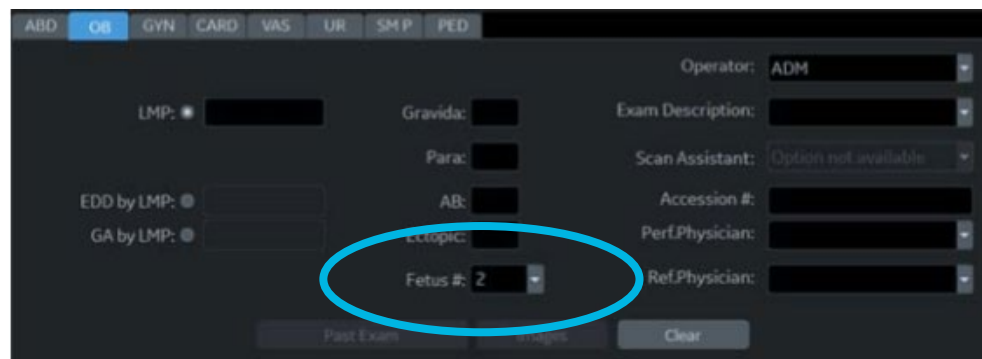 ABD OB GYN CARD VAS UR SM P PED
Operator: ADM
LMP: Gravida: Exam Description:
Para: Scan Assistant: Option not available
EDD by LMP: AB: Accession #:
GA by LMP: Ectopic: Perf.Physician:
Fetus #: 2 Ref.Physician:
Past Exam Images Clear